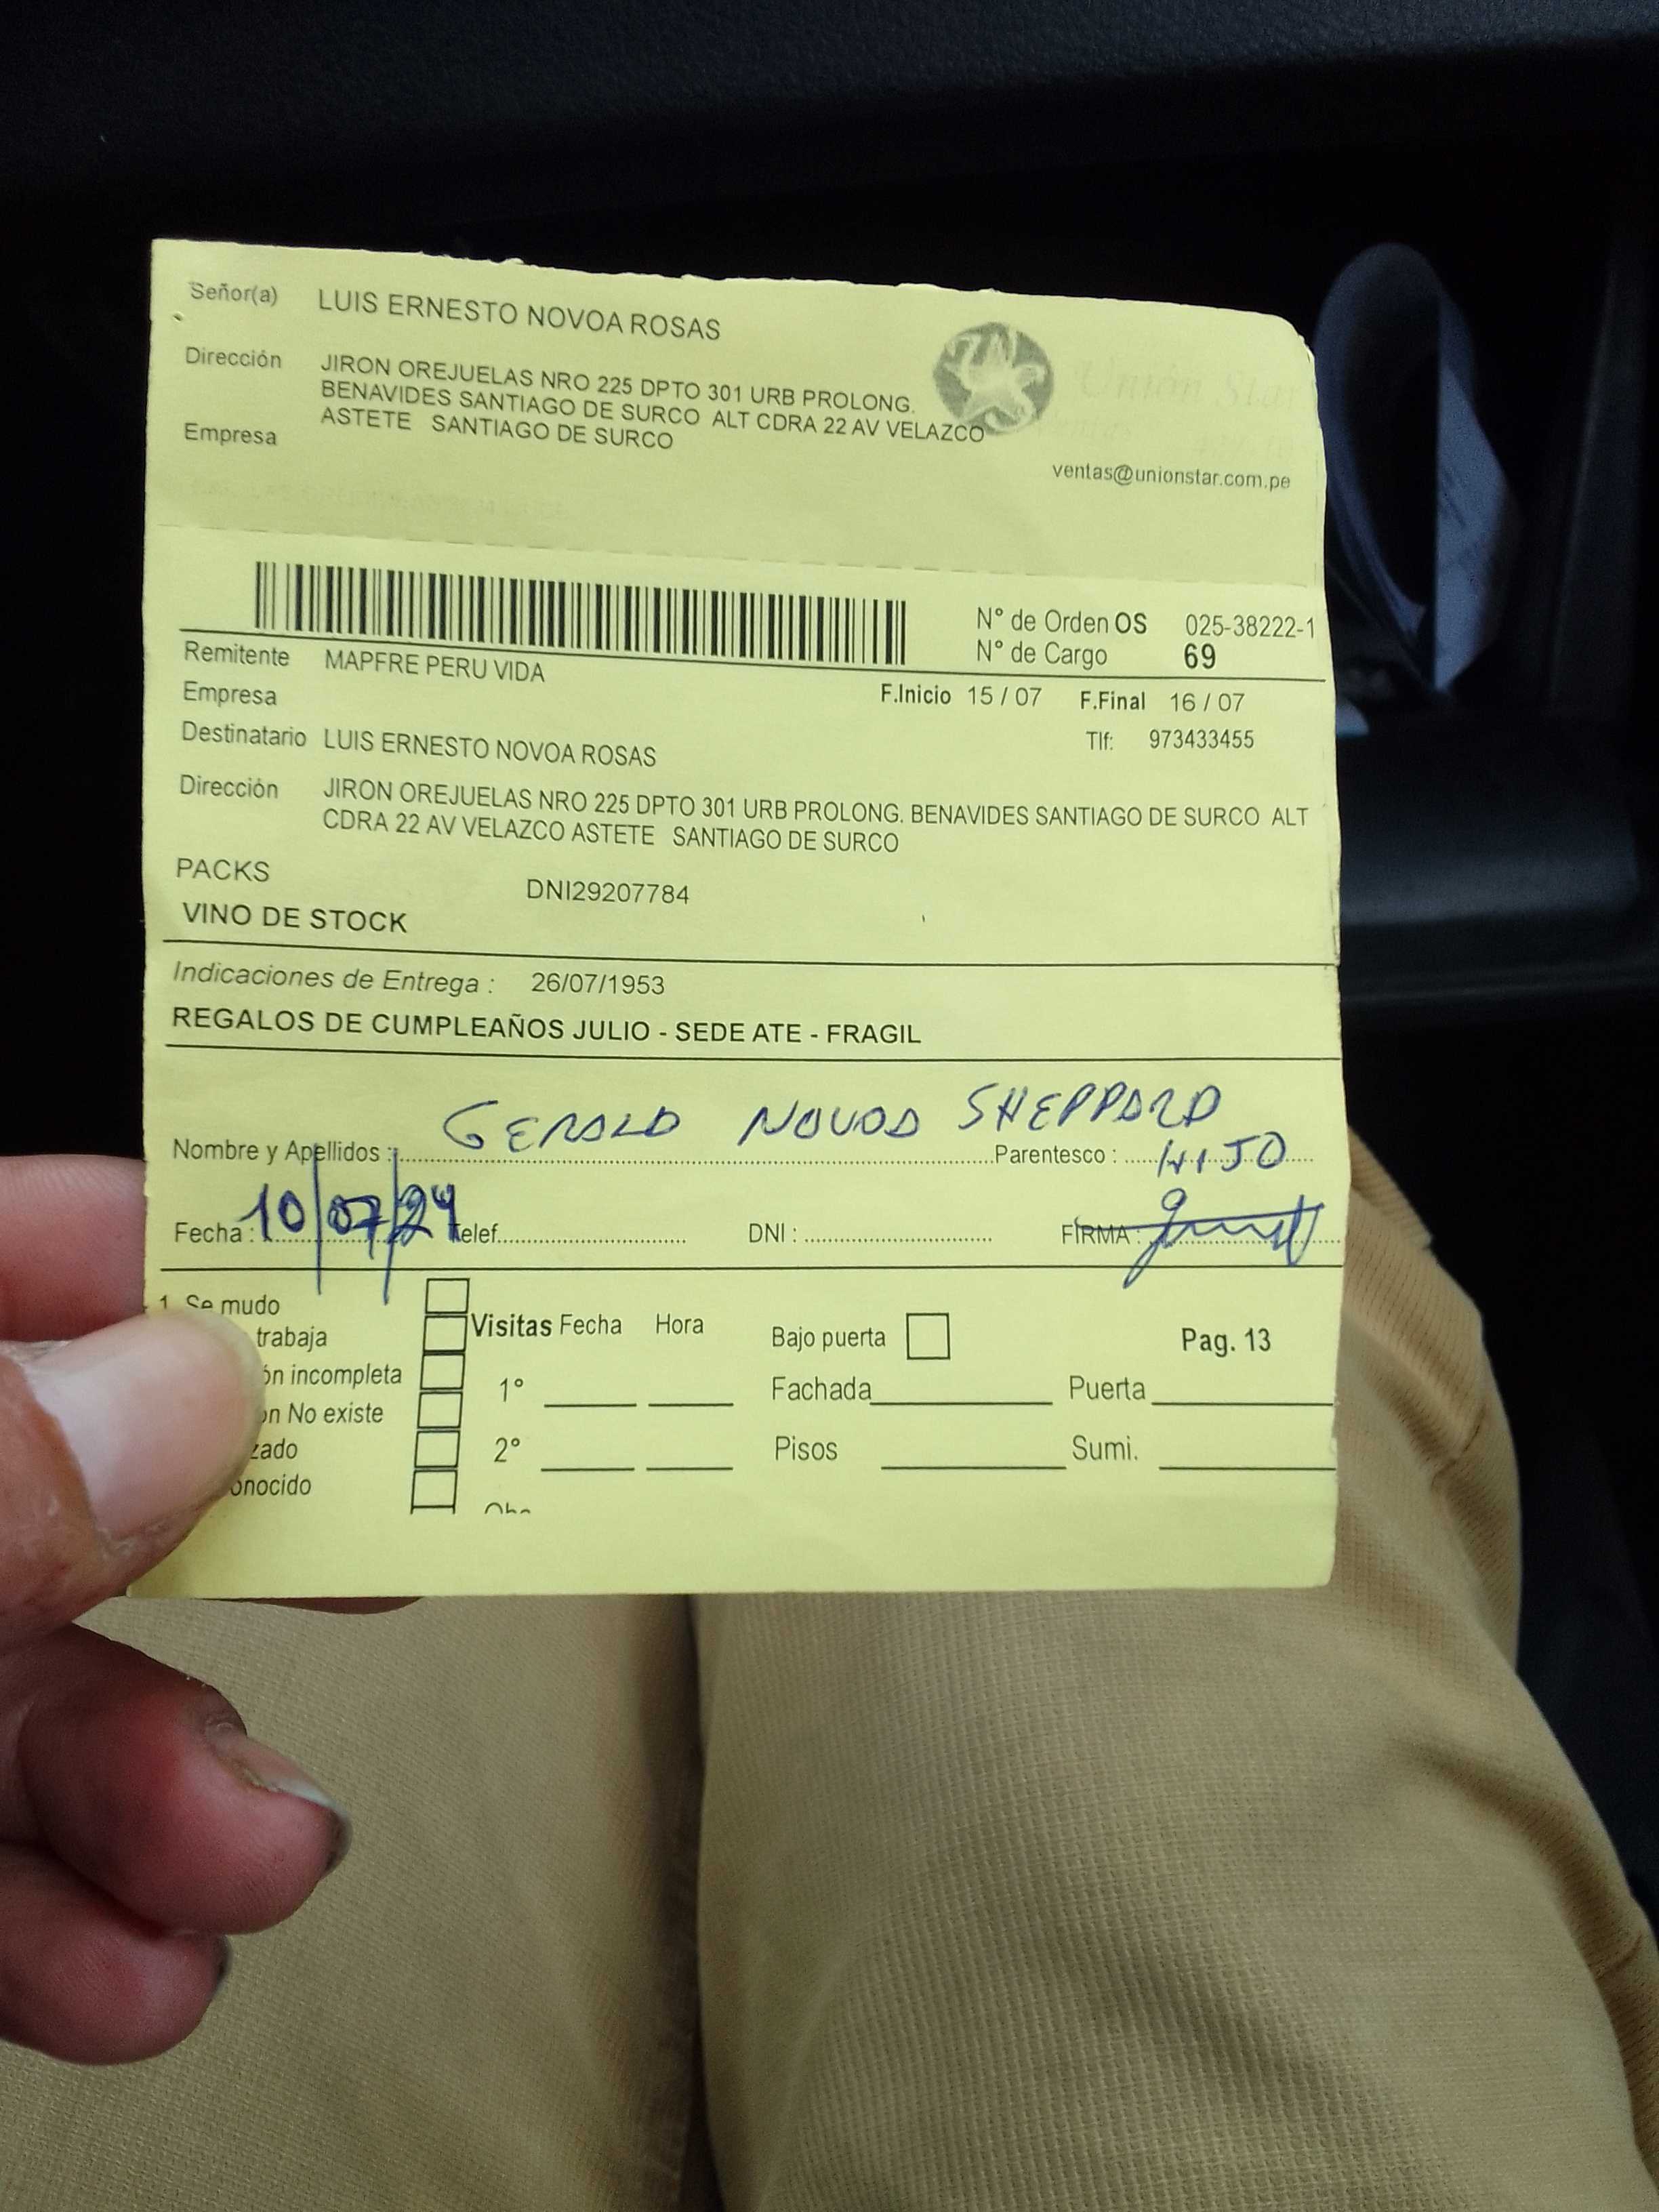 Señor(a) LUIS ERNESTO NOVOA ROSAS
Dirección JIRON OREJUELAS NRO 225 DPTO 301 URB PROLONG.
BENAVIDES SANTIAGO DE SURCO ALT CDRA 22 AV VELAZCO
ASTETE SANTIAGO DE SURCO
Empresa
Unión Star
ventas@unionstar.com.pe
N° de Orden OS 025-38222-1
N° de Cargo 69
Remitente MAPFRE PERU VIDA
Empresa
F.Inicio 15 / 07 F.Final 16 / 07
Destinatario LUIS ERNESTO NOVOA ROSAS
Tlf: 973433455
Dirección JIRON OREJUELAS NRO 225 DPTO 301 URB PROLONG. BENAVIDES SANTIAGO DE SURCO ALT
CDRA 22 AV VELAZCO ASTETE SANTIAGO DE SURCO
PACKS
DNI29207784
VINO DE STOCK
Indicaciones de Entrega : 26/07/1953
REGALOS DE CUMPLEAÑOS JULIO - SEDE ATE - FRAGIL
Nombre y Apellidos : GERALD NOVOA SHEPPARD Parentesco : HIJO
Fecha : 10/07/24 Telef. DNI : FIRMA :
1. Se mudo
trabaja
ón incompleta
on No existe
zado
onocido
Visitas Fecha Hora
1°
2°
Bajo puerta
Pag. 13
Fachada Puerta
Pisos Sumi.